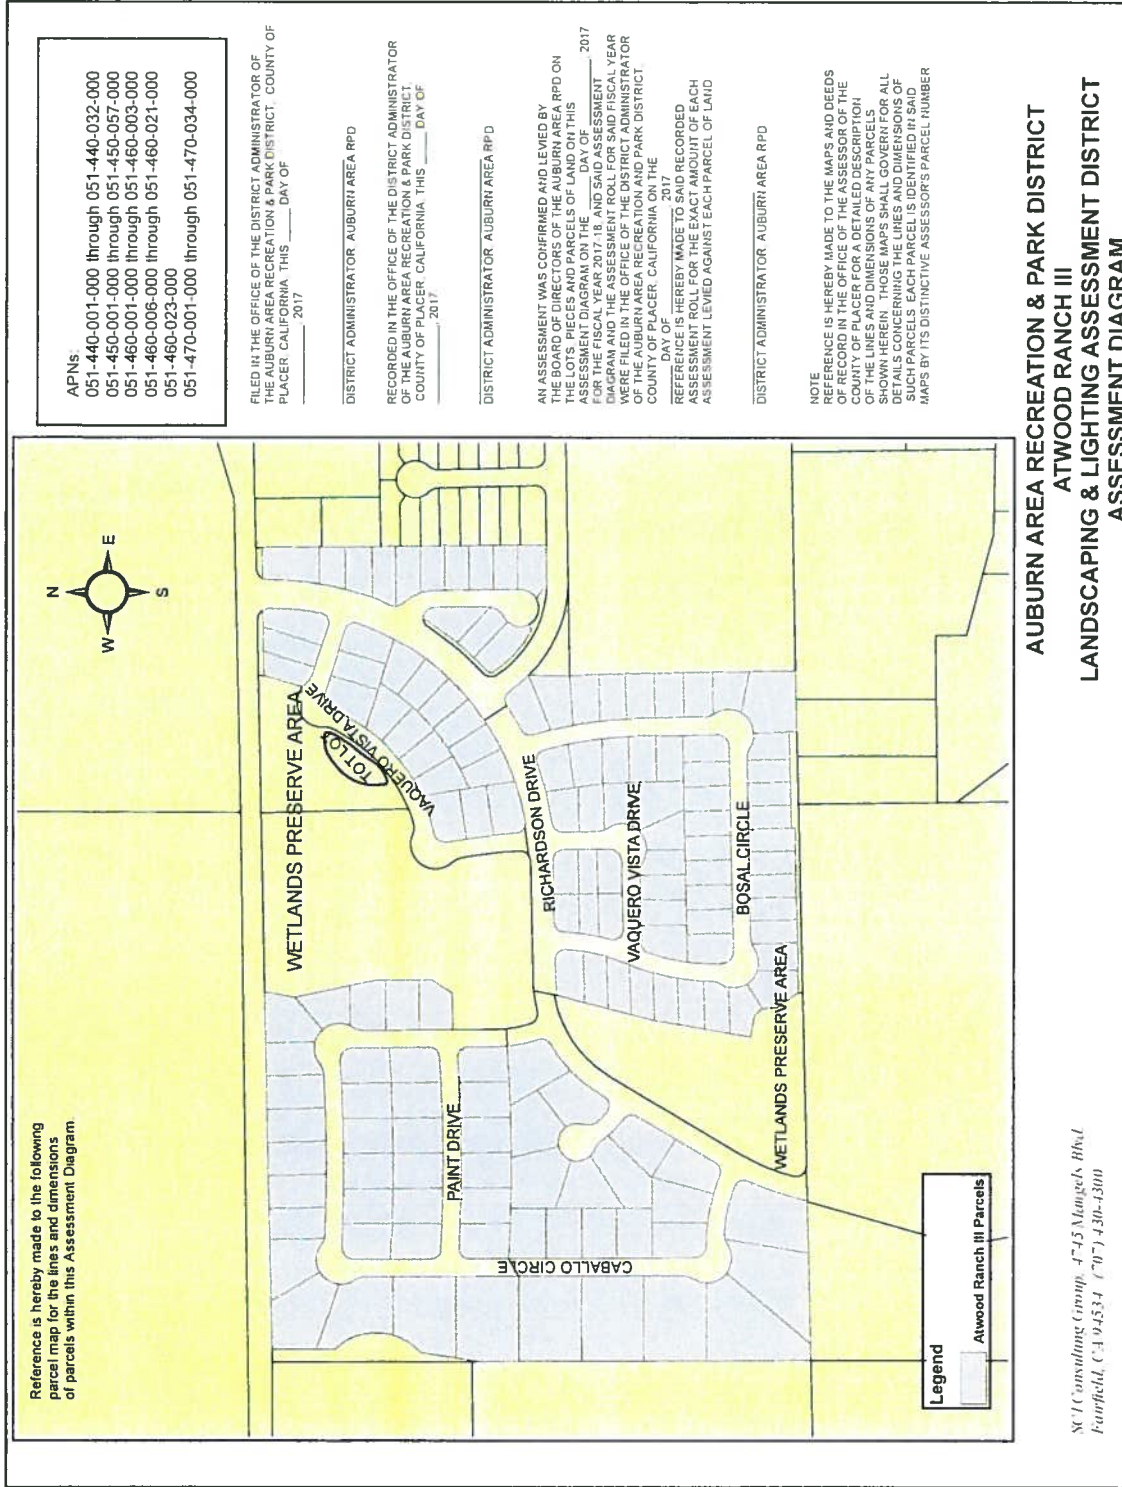 Reference is hereby made to the following
parcel map for the lines and dimensions
of parcels within this Assessment Diagram.
N
W
E
S
WETLANDS PRESERVE AREA
TOT LOT
VAQUERO VISTA DRIVE
RICHARDSON DRIVE
PAINT DRIVE
VAQUERO VISTA DRIVE
BOSAL CIRCLE
CABALLO CIRCLE
WETLANDS PRESERVE AREA
Legend
Atwood Ranch III Parcels
APNs:
051-440-001-000 through 051-440-032-000
051-450-001-000 through 051-450-057-000
051-460-001-000 through 051-460-003-000
051-460-006-000 through 051-460-021-000
051-460-023-000
051-470-001-000 through 051-470-034-000
FILED IN THE OFFICE OF THE DISTRICT ADMINISTRATOR OF
THE AUBURN AREA RECREATION & PARK DISTRICT, COUNTY OF
PLACER, CALIFORNIA, THIS ____ DAY OF
________, 2017.
DISTRICT ADMINISTRATOR, AUBURN AREA RPD
RECORDED IN THE OFFICE OF THE DISTRICT ADMINISTRATOR
OF THE AUBURN AREA RECREATION & PARK DISTRICT,
COUNTY OF PLACER, CALIFORNIA, THIS ____ DAY OF
________, 2017.
DISTRICT ADMINISTRATOR, AUBURN AREA RPD
AN ASSESSMENT WAS CONFIRMED AND LEVIED BY
THE BOARD OF DIRECTORS OF THE AUBURN AREA RPD ON
THE LOTS, PIECES AND PARCELS OF LAND ON THIS
ASSESSMENT DIAGRAM ON THE ____ DAY OF ________, 2017
FOR THE FISCAL YEAR 2017-18, AND SAID ASSESSMENT
DIAGRAM AND THE ASSESSMENT ROLL FOR SAID FISCAL YEAR
WERE FILED IN THE OFFICE OF THE DISTRICT ADMINISTRATOR
OF THE AUBURN AREA RECREATION AND PARK DISTRICT,
COUNTY OF PLACER, CALIFORNIA ON THE
____ DAY OF ________, 2017.
REFERENCE IS HEREBY MADE TO SAID RECORDED
ASSESSMENT ROLL FOR THE EXACT AMOUNT OF EACH
ASSESSMENT LEVIED AGAINST EACH PARCEL OF LAND
DISTRICT ADMINISTRATOR, AUBURN AREA RPD
NOTE
REFERENCE IS HEREBY MADE TO THE MAPS AND DEEDS
OF RECORD IN THE OFFICE OF THE ASSESSOR OF THE
COUNTY OF PLACER FOR A DETAILED DESCRIPTION
OF THE LINES AND DIMENSIONS OF ANY PARCELS
SHOWN HEREIN. THOSE MAPS SHALL GOVERN FOR ALL
DETAILS CONCERNING THE LINES AND DIMENSIONS OF
SUCH PARCELS. EACH PARCEL IS IDENTIFIED IN SAID
MAPS BY ITS DISTINCTIVE ASSESSOR'S PARCEL NUMBER
SCI Consulting Group, 4745 Mangels Blvd.
Fairfield, CA 94534 (707) 430-4300
AUBURN AREA RECREATION & PARK DISTRICT
ATWOOD RANCH III
LANDSCAPING & LIGHTING ASSESSMENT DISTRICT
ASSESSMENT DIAGRAM